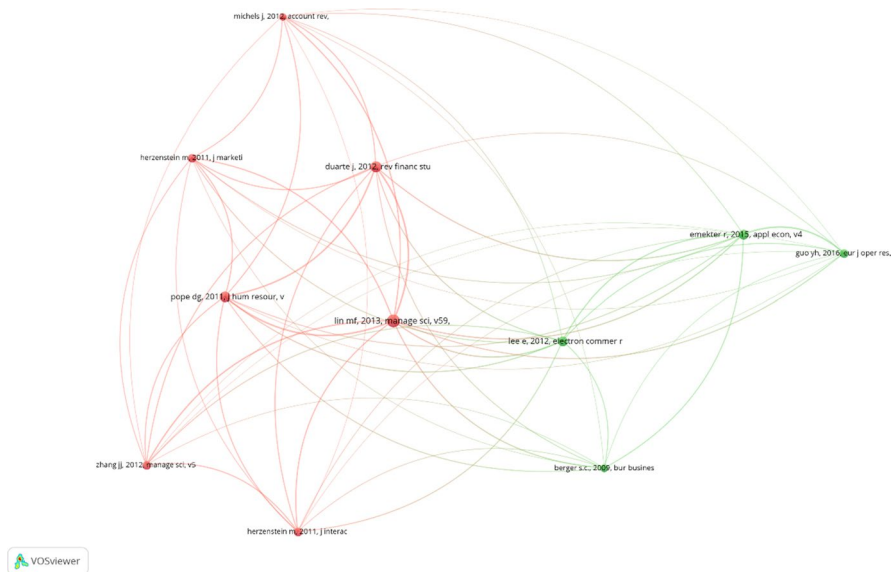 michels j, 2012, account rev,
herzenstein m, 2011, j marketi
duarte j, 2012, rev financ stu
emekter r, 2015, appl econ, v4
guo yh, 2016, eur j oper res,
pope dg, 2011, j hum resour, v
lin mf, 2013, manage sci, v59,
lee e, 2012, electron commer r
zhang jj, 2012, manage sci, v5
berger s.c., 2009, bur busines
herzenstein m, 2011, j interac
VOSviewer